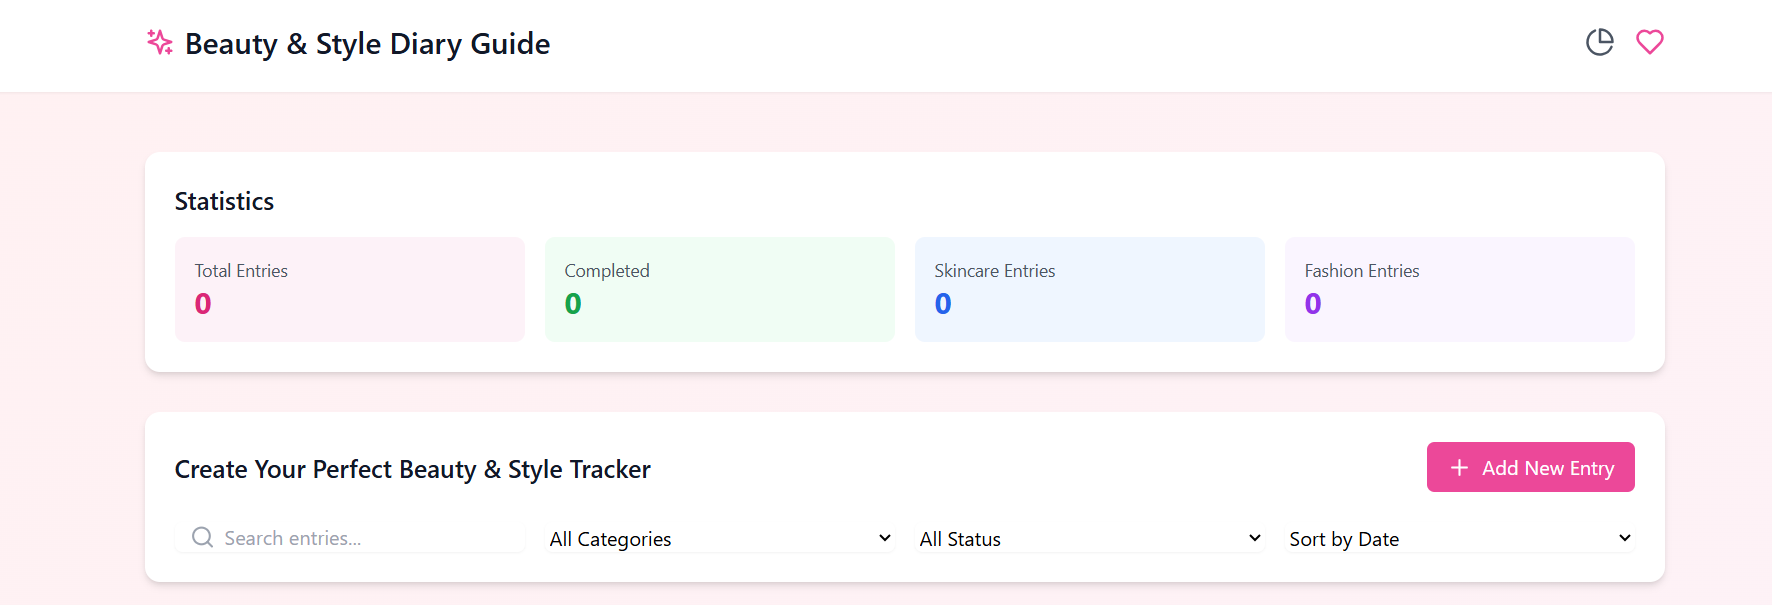 Beauty & Style Diary Guide
Statistics
Total Entries
0
Completed
0
Skincare Entries
0
Fashion Entries
0
Create Your Perfect Beauty & Style Tracker
Add New Entry
Search entries...
All Categories
All Status
Sort by Date